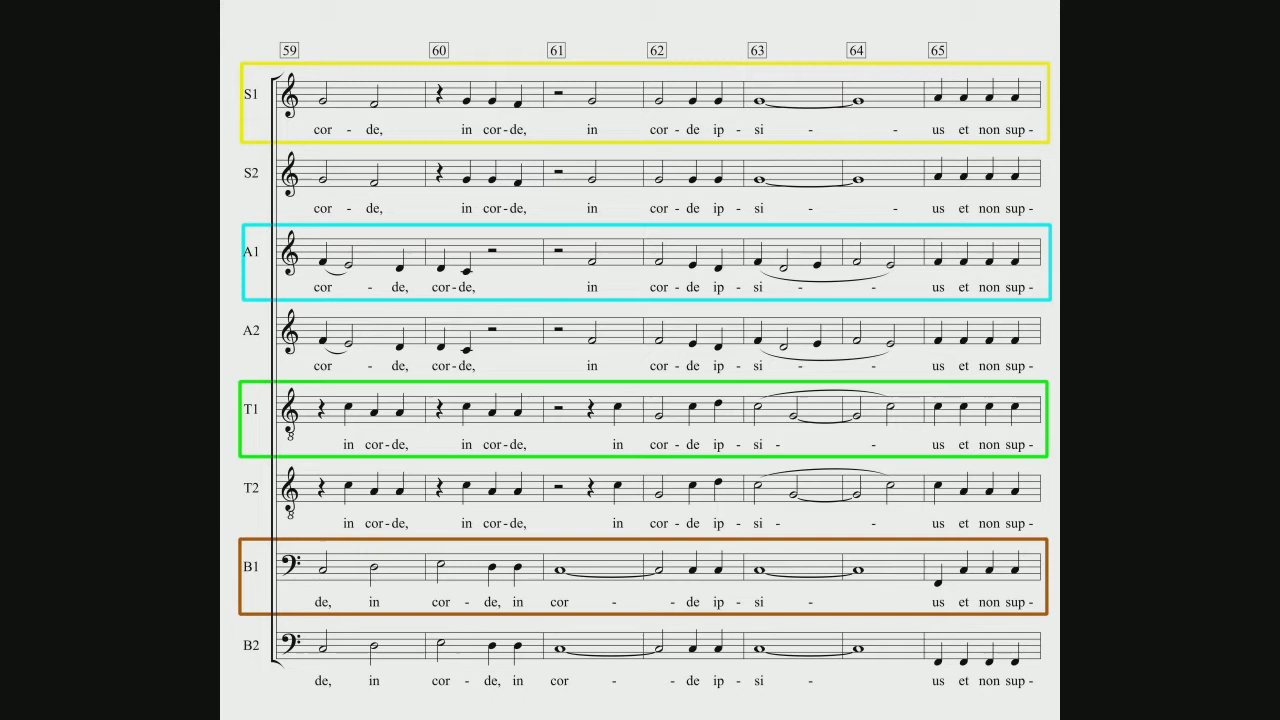 59 60 61 62 63 64 65
S1
cor - de, in cor - de, in cor - de ip - si - - us et non sup -
S2
cor - de, in cor - de, in cor - de ip - si - - us et non sup -
A1
cor - de, cor - de, in cor - de ip - si - - us et non sup -
A2
cor - de, cor - de, in cor - de ip - si - - us et non sup -
T1
8
in cor - de, in cor - de, in cor - de ip - si - - us et non sup -
T2
8
in cor - de, in cor - de, in cor - de ip - si - - us et non sup -
B1
de, in cor - de, in cor - - de ip - si - us et non sup -
B2
de, in cor - de, in cor - - de ip - si - us et non sup -